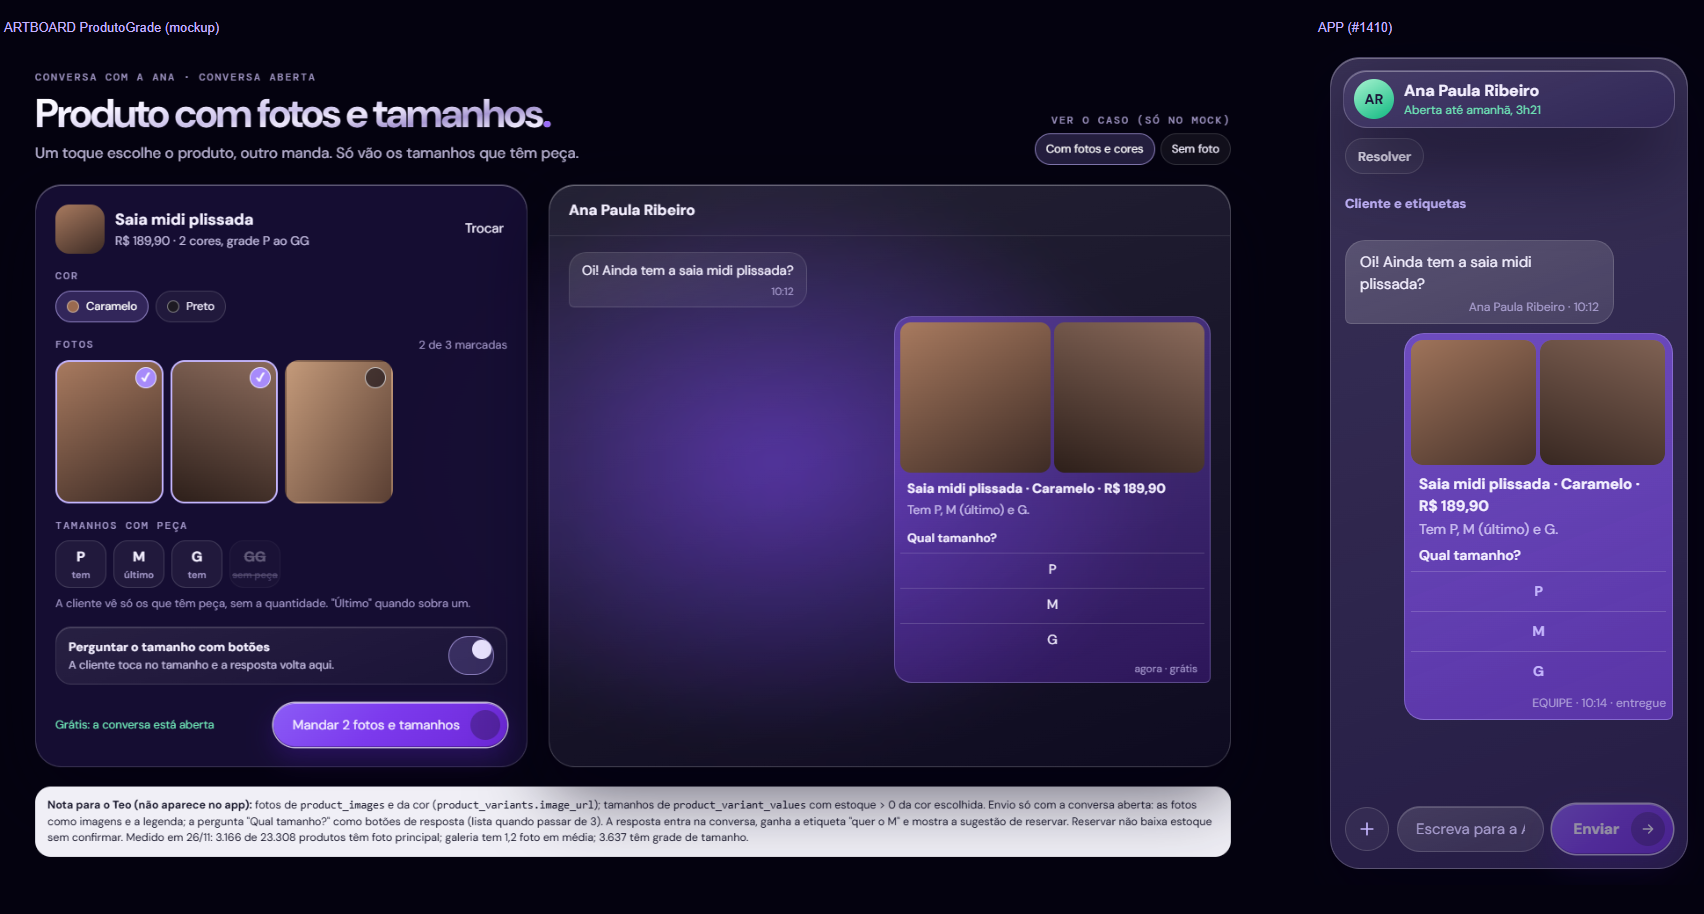 ARTBOARD ProdutoGrade (mockup)
APP (#1410)
CONVERSA COM A ANA · CONVERSA ABERTA
Produto com fotos e tamanhos.
Um toque escolhe o produto, outro manda. Só vão os tamanhos que têm peça.
VER O CASO (SÓ NO MOCK)
Com fotos e cores
Sem foto
Saia midi plissada
R$ 189,90 · 2 cores, grade P ao GG
Trocar
COR
Caramelo
Preto
FOTOS
2 de 3 marcadas
TAMANHOS COM PEÇA
P
tem
M
último
G
tem
GG
sem peça
A cliente vê só os que têm peça, sem a quantidade. "Último" quando sobra um.
Perguntar o tamanho com botões
A cliente toca no tamanho e a resposta volta aqui.
Grátis: a conversa está aberta
Mandar 2 fotos e tamanhos
Ana Paula Ribeiro
Oi! Ainda tem a saia midi plissada?
10:12
Saia midi plissada · Caramelo · R$ 189,90
Tem P, M (último) e G.
Qual tamanho?
P
M
G
agora · grátis
Nota para o Teo (não aparece no app): fotos de product_images e da cor (product_variants.image_url); tamanhos de product_variant_values com estoque > 0 da cor escolhida. Envio só com a conversa aberta: as fotos
como imagens e a legenda; a pergunta "Qual tamanho?" como botões de resposta (lista quando passar de 3). A resposta entra na conversa, ganha a etiqueta "quer o M" e mostra a sugestão de reservar. Reservar não baixa estoque
sem confirmar. Medido em 26/11: 3.166 de 23.308 produtos têm foto principal; galeria tem 1,2 foto em média; 3.637 têm grade de tamanho.
AR
Ana Paula Ribeiro
Aberta até amanhã, 3h21
Resolver
Cliente e etiquetas
Oi! Ainda tem a saia midi
plissada?
Ana Paula Ribeiro · 10:12
Saia midi plissada · Caramelo ·
R$ 189,90
Tem P, M (último) e G.
Qual tamanho?
P
M
G
EQUIPE · 10:14 · entregue
+
Escreva para a
Enviar →